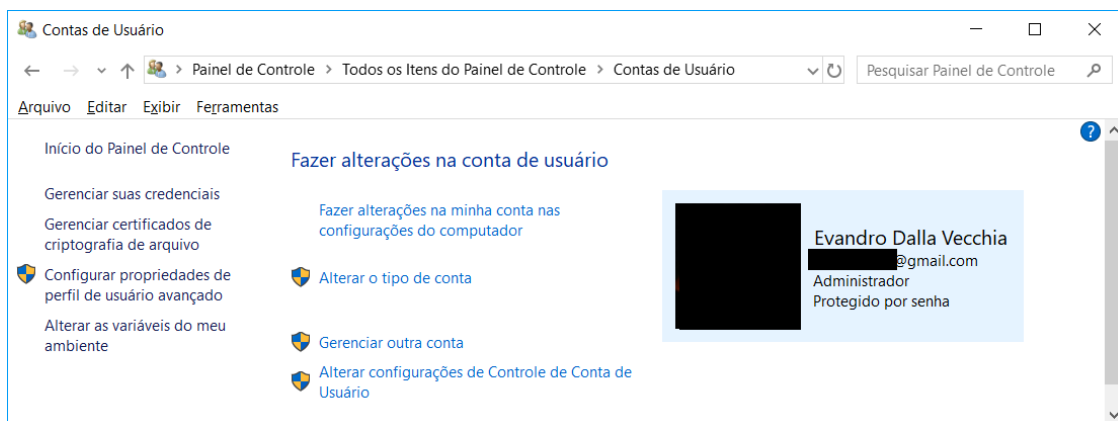 Contas de Usuário
Painel de Controle > Todos os Itens do Painel de Controle > Contas de Usuário
Pesquisar Painel de Controle
Arquivo Editar Exibir Ferramentas
?
Início do Painel de Controle
Gerenciar suas credenciais
Gerenciar certificados de
criptografia de arquivo
Configurar propriedades de
perfil de usuário avançado
Alterar as variáveis do meu
ambiente
Fazer alterações na conta de usuário
Fazer alterações na minha conta nas
configurações do computador
Alterar o tipo de conta
Gerenciar outra conta
Alterar configurações de Controle de Conta de
Usuário
Evandro Dalla Vecchia
@gmail.com
Administrador
Protegido por senha